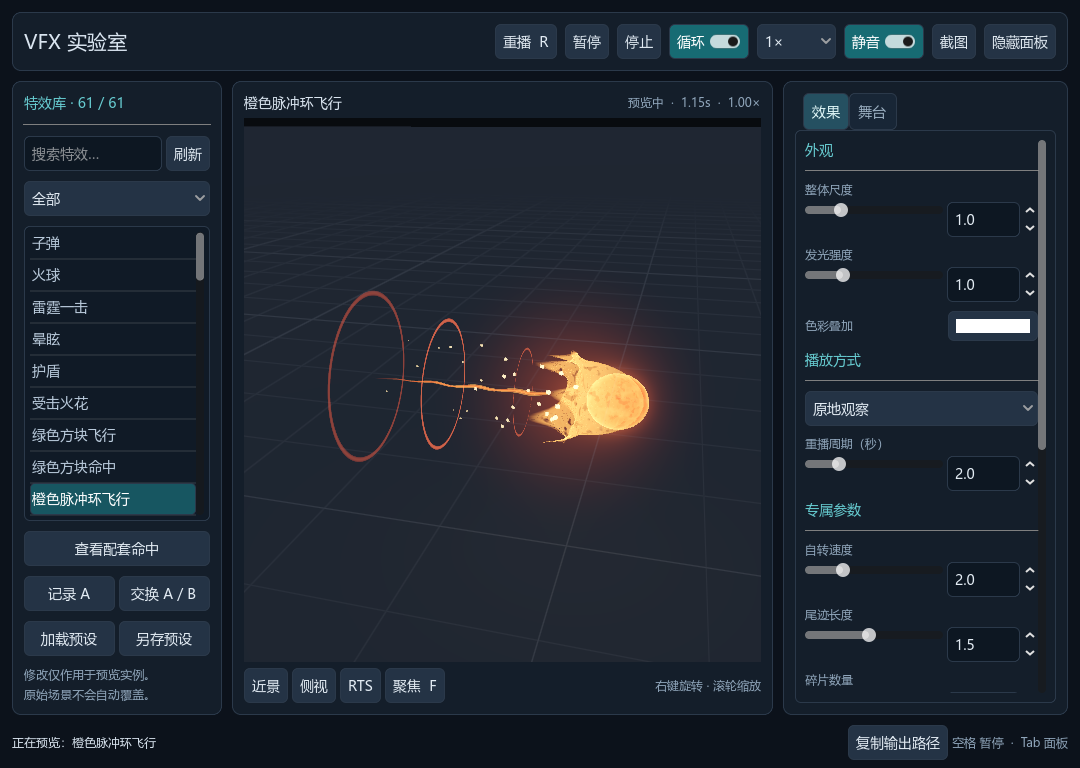 VFX 实验室
重播 R
暂停
停止
循环
1×
静音
截图
隐藏面板
特效库 · 61 / 61
搜索特效...
刷新
全部
子弹
火球
雷霆一击
晕眩
护盾
受击火花
绿色方块飞行
绿色方块命中
橙色脉冲环飞行
查看配套命中
记录 A
交换 A / B
加载预设
另存预设
修改仅作用于预览实例。
原始场景不会自动覆盖。
橙色脉冲环飞行
预览中 · 1.15s · 1.00×
近景
侧视
RTS
聚焦 F
右键旋转 · 滚轮缩放
效果
舞台
外观
整体尺度
1.0
发光强度
1.0
色彩叠加
播放方式
原地观察
重播周期（秒）
2.0
专属参数
自转速度
2.0
尾迹长度
1.5
碎片数量
正在预览：橙色脉冲环飞行
复制输出路径
空格 暂停 · Tab 面板